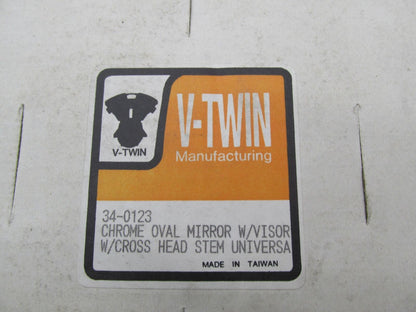 V-TWIN
V-TWIN
Manufacturing
34-0123
CHROME OVAL MIRROR W/VISOR
W/CROSS HEAD STEM UNIVERSA
MADE IN TAIWAN